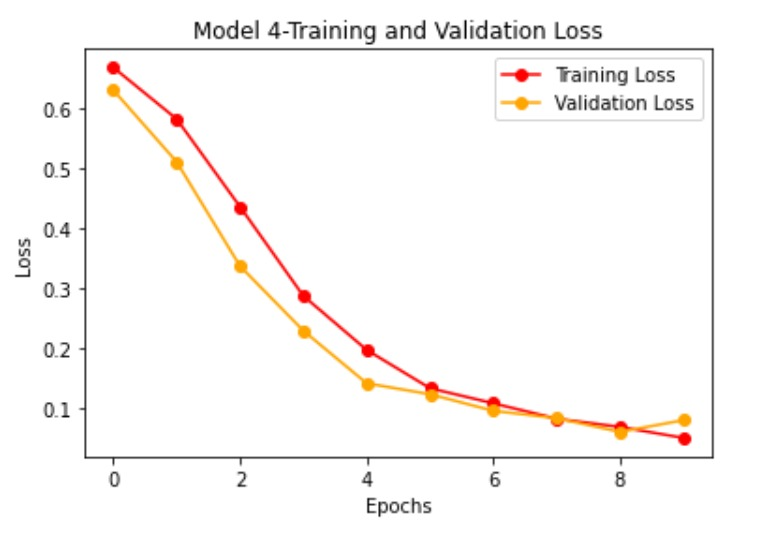 Model 4-Training and Validation Loss
Training Loss
Validation Loss
0.6
0.5
0.4
0.3
0.2
0.1
Loss
0 2 4 6 8
Epochs